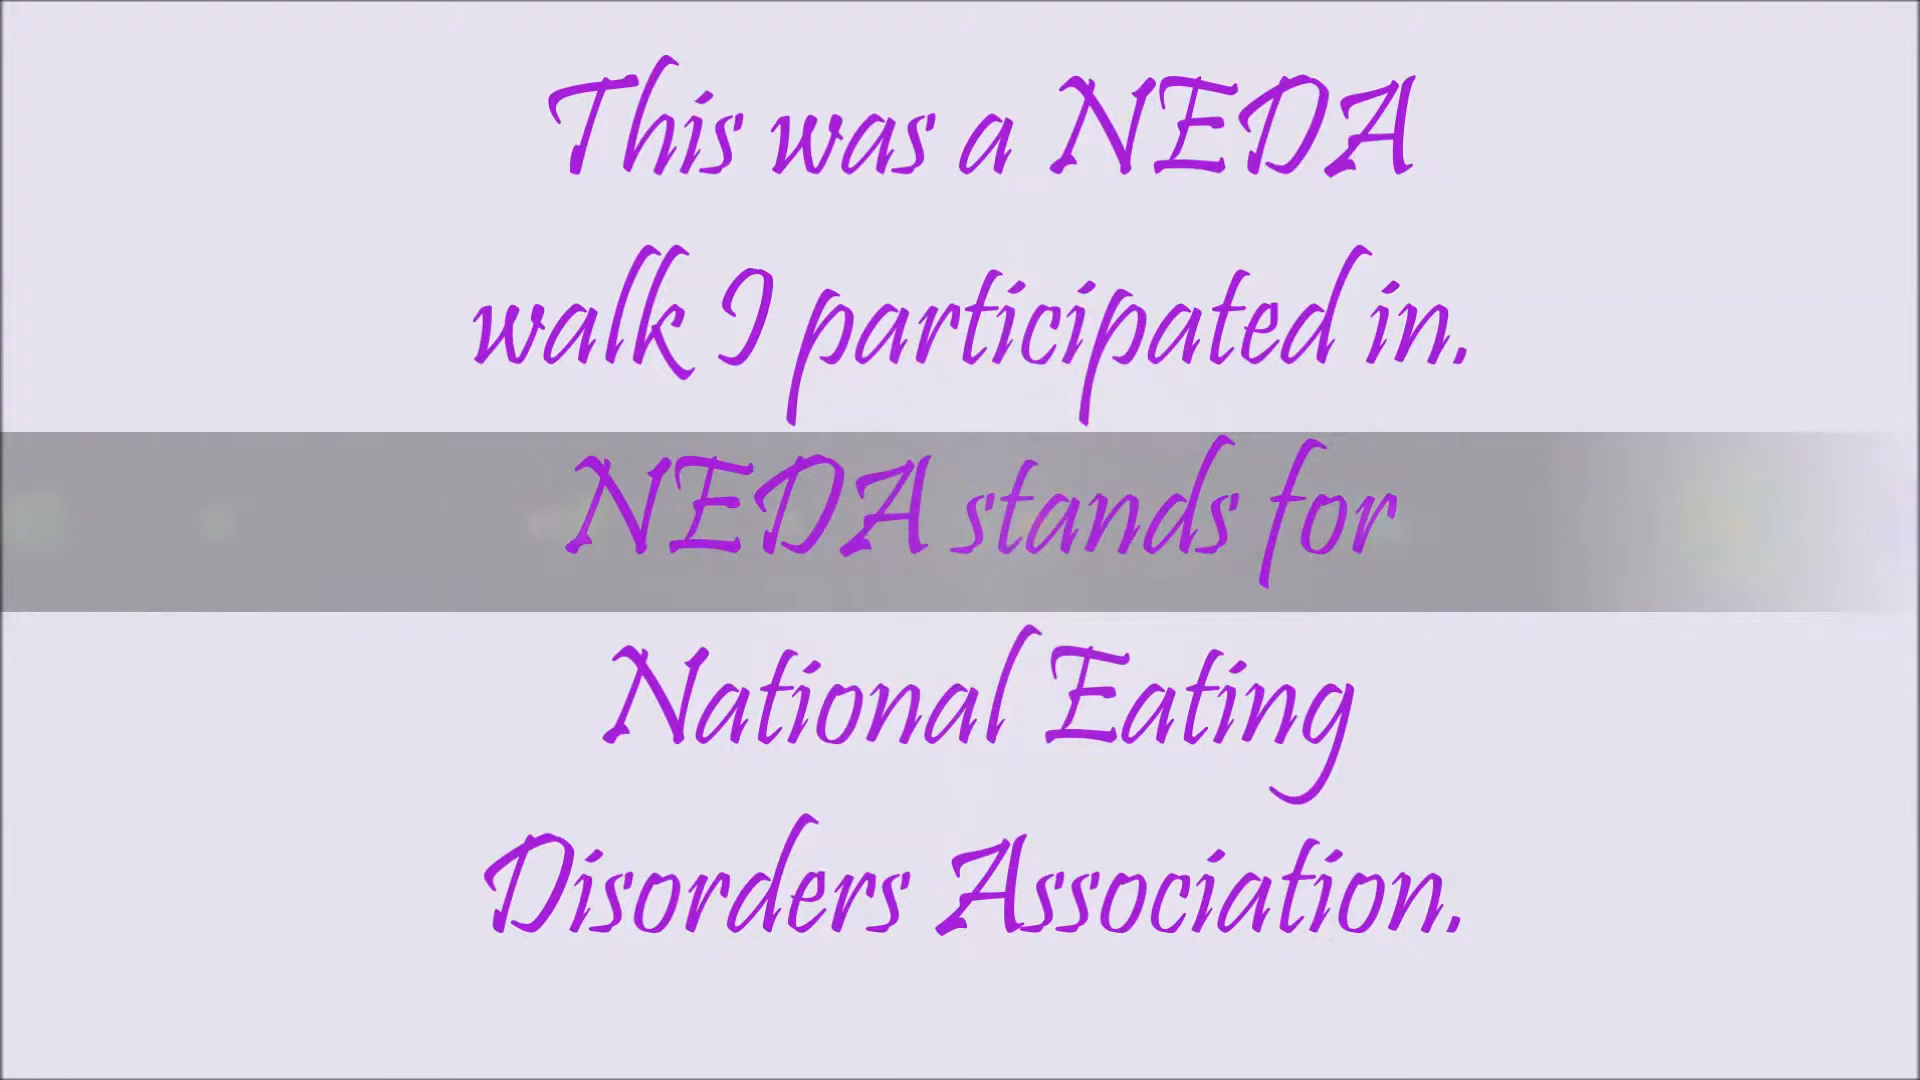 This was a NEDA
walk I participated in.
NEDA stands for
National Eating
Disorders Association.